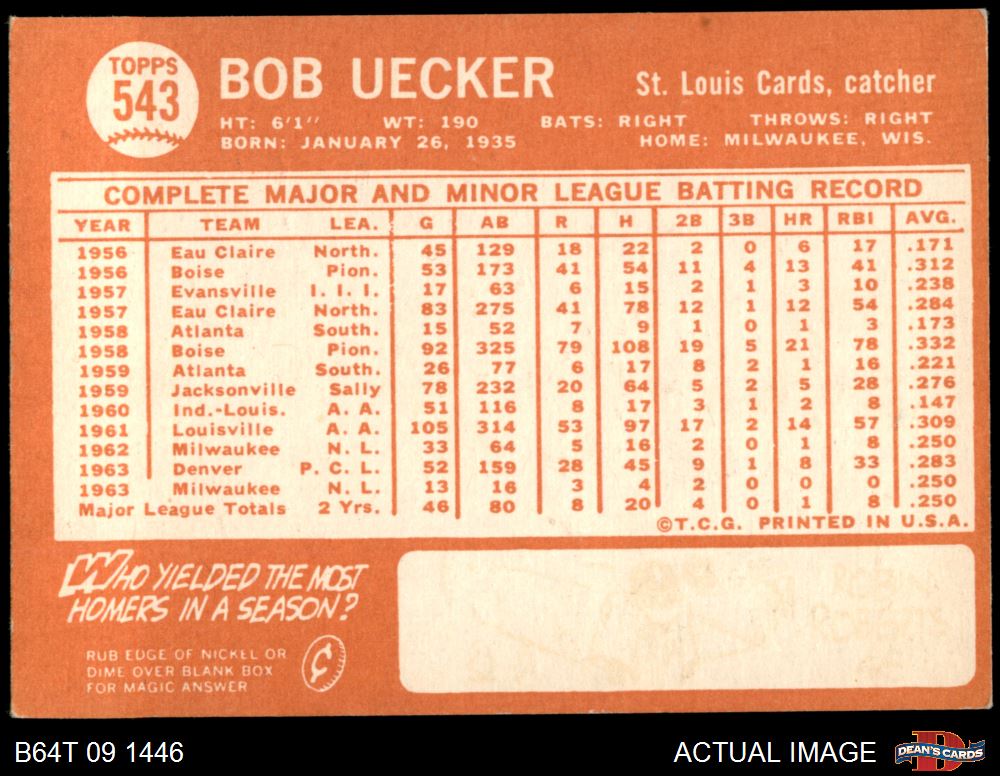 TOPPS
543
BOB UECKER
St. Louis Cards, catcher
HT: 6'1" WT: 190 BATS: RIGHT THROWS: RIGHT
BORN: JANUARY 26, 1935 HOME: MILWAUKEE, WIS.
COMPLETE MAJOR AND MINOR LEAGUE BATTING RECORD
YEAR TEAM LEA. G AB R H 2B 3B HR RBI AVG.
1956 Eau Claire North. 45 129 18 22 2 0 6 17 .171
1956 Boise Pion. 53 173 41 54 11 4 13 41 .312
1957 Evansville I. I. I. 17 63 6 15 2 1 3 10 .238
1957 Eau Claire North. 83 275 41 78 12 1 12 54 .284
1958 Atlanta South. 15 52 7 9 1 0 1 3 .173
1958 Boise Pion. 92 325 79 108 19 5 21 78 .332
1959 Atlanta South. 26 77 6 17 8 2 1 16 .221
1959 Jacksonville Sally 78 232 20 64 5 2 5 28 .276
1960 Ind.-Louis. A. A. 51 116 8 17 3 1 2 8 .147
1961 Louisville A. A. 105 314 53 97 17 2 14 57 .309
1962 Milwaukee N. L. 33 64 5 16 2 0 1 8 .250
1963 Denver P. C. L. 52 159 28 45 9 1 8 33 .283
1963 Milwaukee N. L. 13 16 3 4 2 0 0 0 .250
Major League Totals 2 Yrs. 46 80 8 20 4 0 1 8 .250
©T.C.G. PRINTED IN U.S.A.
WHO YIELDED THE MOST
HOMERS IN A SEASON?
RUB EDGE OF NICKEL OR
DIME OVER BLANK BOX
FOR MAGIC ANSWER
¢
B64T 09 1446 ACTUAL IMAGE DEAN'S CARDS